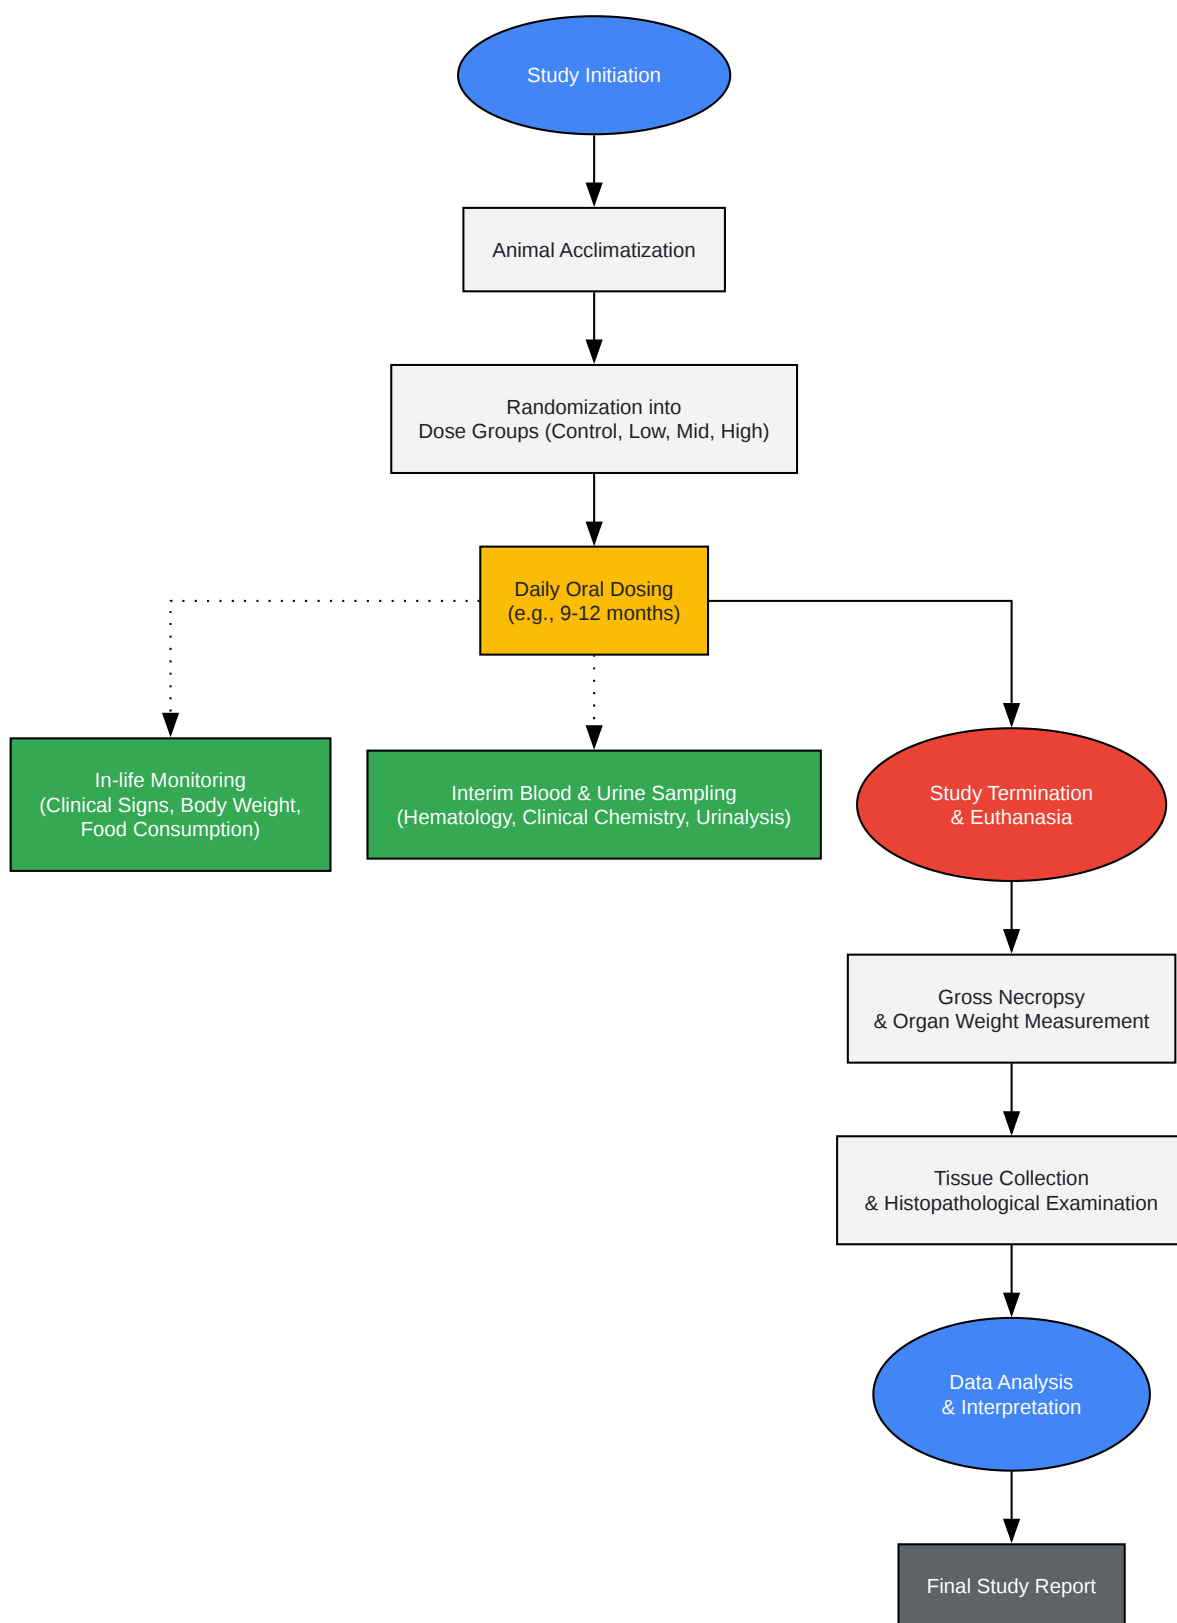 Study Initiation
Animal Acclimatization
Randomization into
Dose Groups (Control, Low, Mid, High)
Daily Oral Dosing
(e.g., 9-12 months)
In-life Monitoring
(Clinical Signs, Body Weight,
Food Consumption)
Interim Blood & Urine Sampling
(Hematology, Clinical Chemistry, Urinalysis)
Study Termination
& Euthanasia
Gross Necropsy
& Organ Weight Measurement
Tissue Collection
& Histopathological Examination
Data Analysis
& Interpretation
Final Study Report